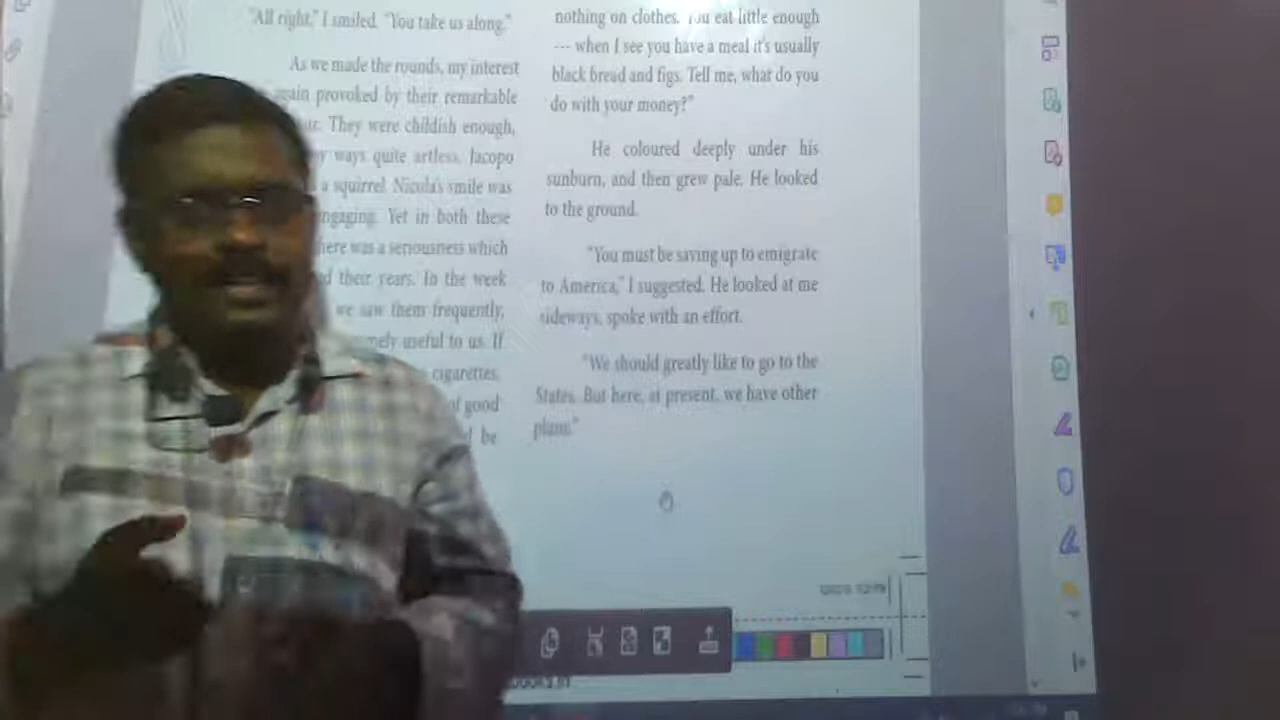 "All right," I smiled. "You take us along."
As we made the rounds, my interest
again provoked by their remarkable
They were childish enough,
ways quite artless. Jacopo
a squirrel. Nicola's smile was
engaging. Yet in both these
there was a seriousness which
their years. In the week
we saw them frequently,
useful to us. If
cigarettes,
of good
be
nothing on clothes. You eat little enough
--- when I see you have a meal it's usually
black bread and figs. Tell me, what do you
do with your money?"
He coloured deeply under his
sunburn, and then grew pale. He looked
to the ground.
"You must be saving up to emigrate
to America," I suggested. He looked at me
sideways, spoke with an effort.
"We should greatly like to go to the
States. But here, at present, we have other
plans."